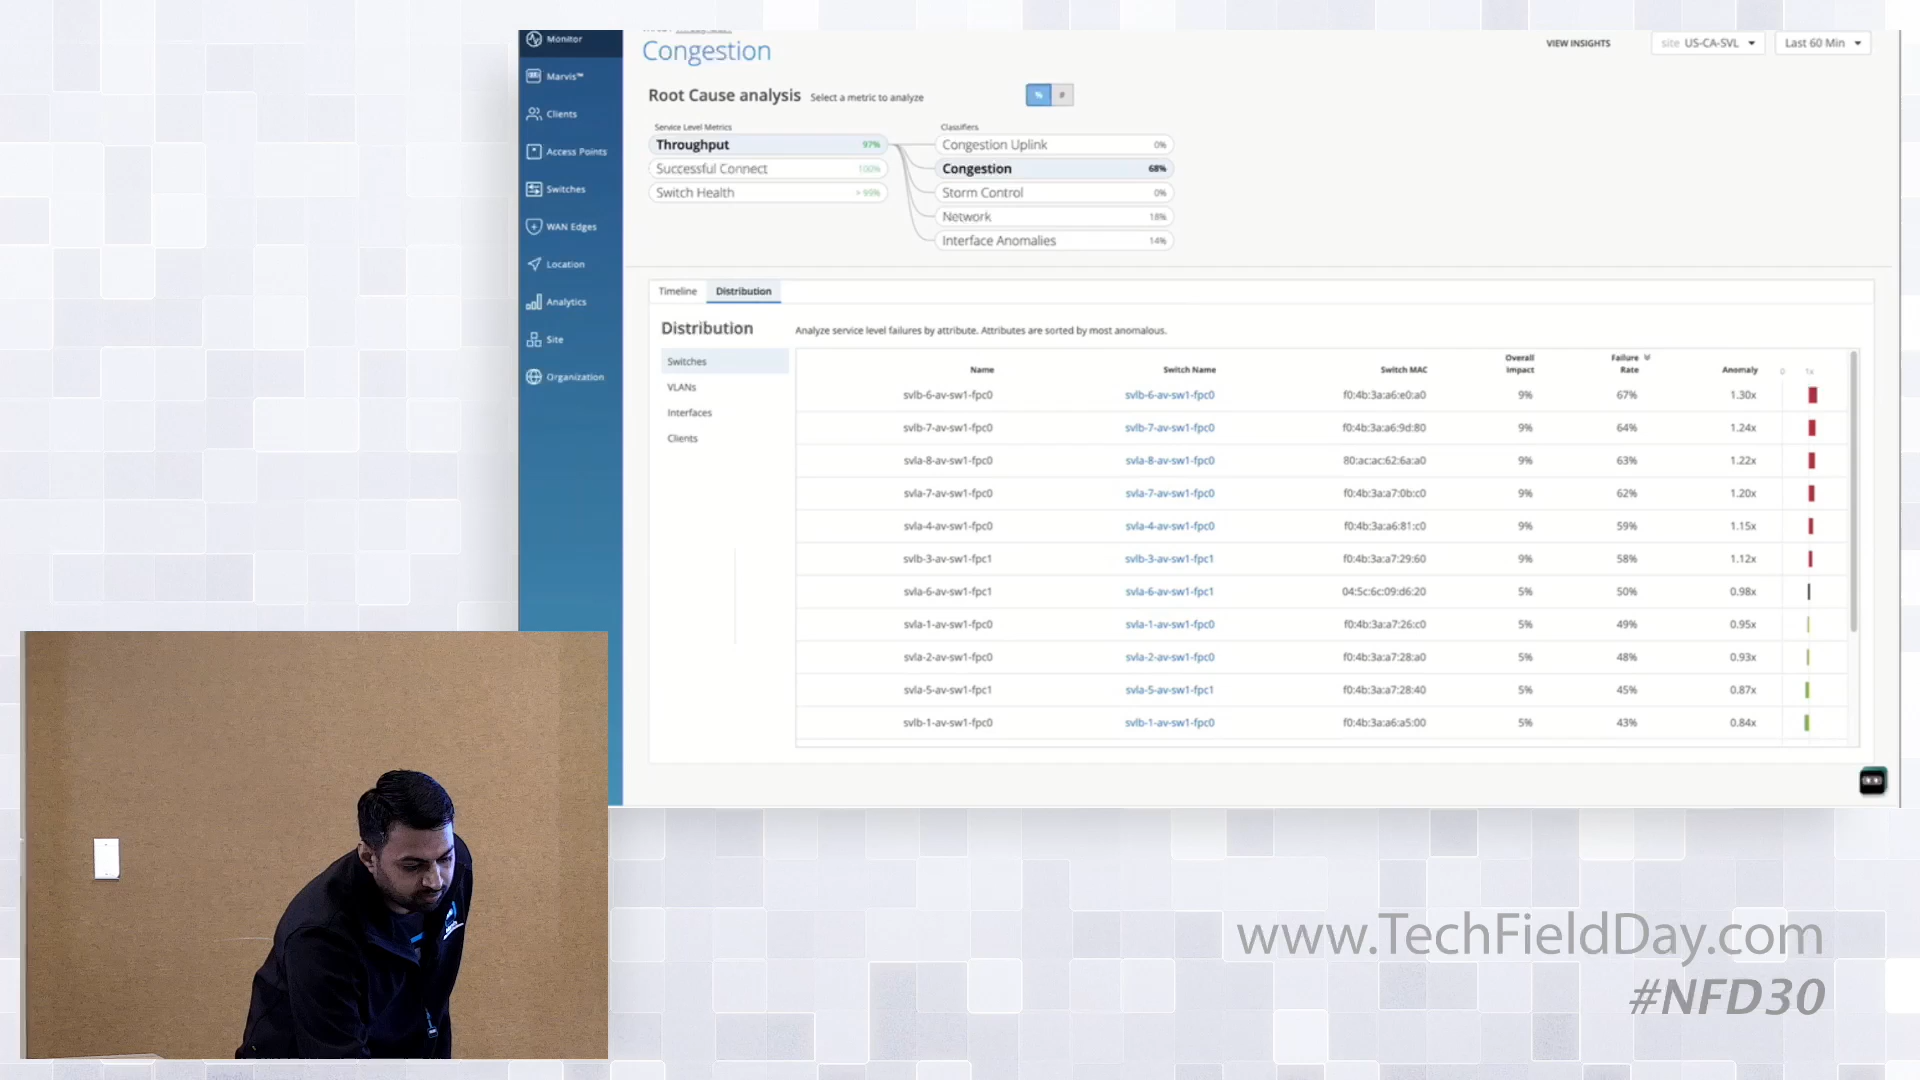 Monitor
Marvis™
Clients
Access Points
Switches
WAN Edges
Location
Analytics
Site
Organization
Congestion
VIEW INSIGHTS
site US-CA-SVL
Last 60 Min
Root Cause analysis Select a metric to analyze
% #
Service Level Metrics
Throughput 97%
Successful Connect 100%
Switch Health > 99%
Classifiers
Congestion Uplink 0%
Congestion 68%
Storm Control 0%
Network 18%
Interface Anomalies 14%
Timeline Distribution
Distribution Analyze service level failures by attribute. Attributes are sorted by most anomalous.
Switches
VLANs
Interfaces
Clients
Name Switch Name Switch MAC Overall Impact Failure Rate Anomaly 0 1x
svlb-6-av-sw1-fpc0 svlb-6-av-sw1-fpc0 f0:4b:3a:a6:e0:a0 9% 67% 1.30x
svlb-7-av-sw1-fpc0 svlb-7-av-sw1-fpc0 f0:4b:3a:a6:9d:80 9% 64% 1.24x
svla-8-av-sw1-fpc0 svla-8-av-sw1-fpc0 80:ac:ac:62:6a:a0 9% 63% 1.22x
svla-7-av-sw1-fpc0 svla-7-av-sw1-fpc0 f0:4b:3a:a7:0b:c0 9% 62% 1.20x
svla-4-av-sw1-fpc0 svla-4-av-sw1-fpc0 f0:4b:3a:a6:81:c0 9% 59% 1.15x
svlb-3-av-sw1-fpc1 svlb-3-av-sw1-fpc1 f0:4b:3a:a7:29:60 9% 58% 1.12x
svla-6-av-sw1-fpc1 svla-6-av-sw1-fpc1 04:5c:6c:09:d6:20 5% 50% 0.98x
svla-1-av-sw1-fpc0 svla-1-av-sw1-fpc0 f0:4b:3a:a7:26:c0 5% 49% 0.95x
svla-2-av-sw1-fpc0 svla-2-av-sw1-fpc0 f0:4b:3a:a7:28:a0 5% 48% 0.93x
svla-5-av-sw1-fpc1 svla-5-av-sw1-fpc1 f0:4b:3a:a7:28:40 5% 45% 0.87x
svlb-1-av-sw1-fpc0 svlb-1-av-sw1-fpc0 f0:4b:3a:a6:a5:00 5% 43% 0.84x
www.TechFieldDay.com
#NFD30